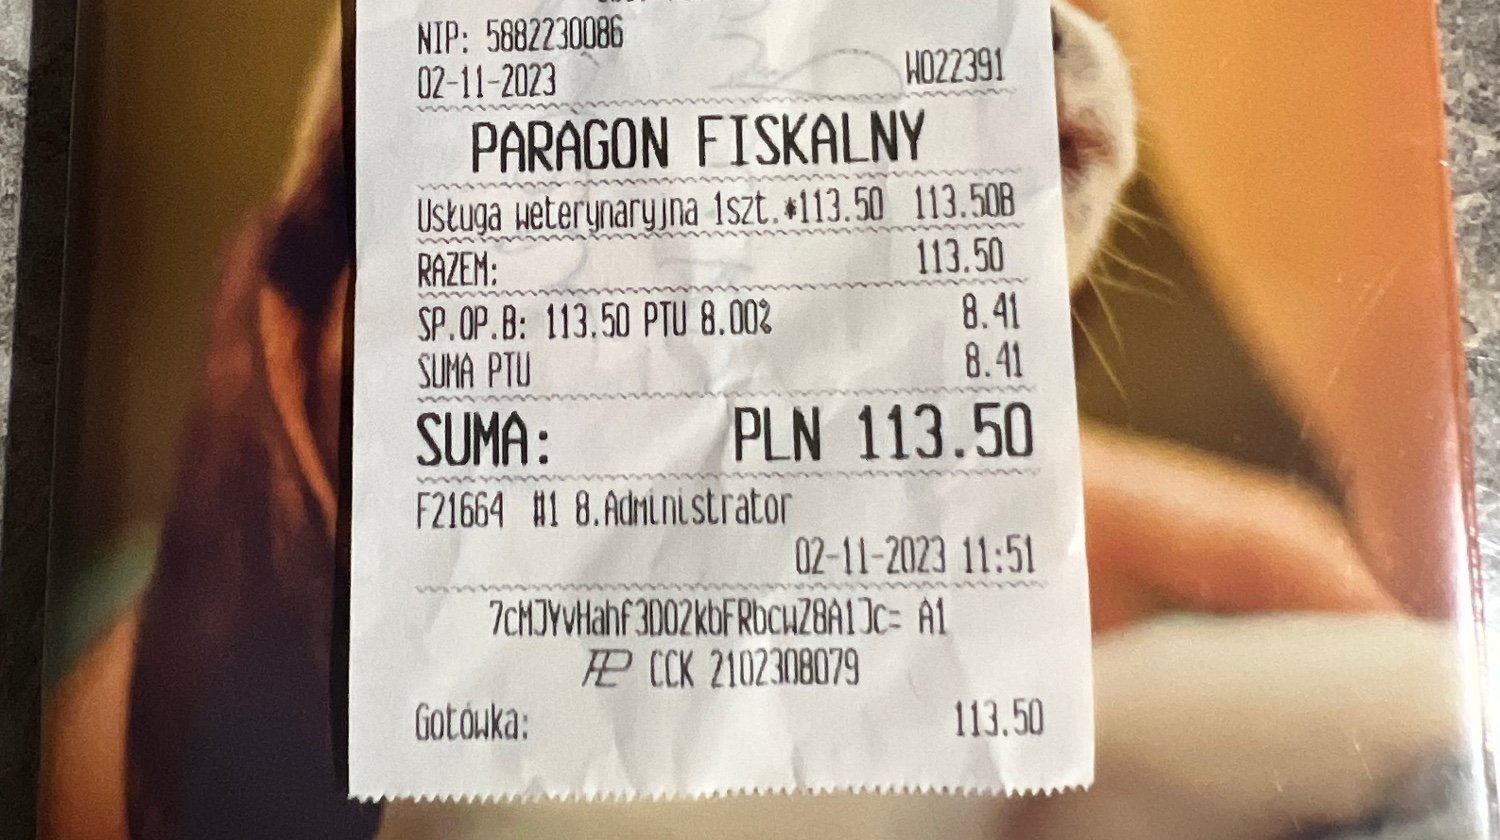 NIP: 5882230086
02-11-2023 W022391
PARAGON FISKALNY
Usługa weterynaryjna 1szt.*113.50 113.50B
RAZEM: 113.50
SP.OP.B: 113.50 PTU 8.00% 8.41
SUMA PTU 8.41
SUMA: PLN 113.50
F21664 #1 8.Administrator
02-11-2023 11:51
7cMJYvHahf3DO2kbFRbcwZ8A1Jc= A1
CCK 2102308079
Gotówka: 113.50